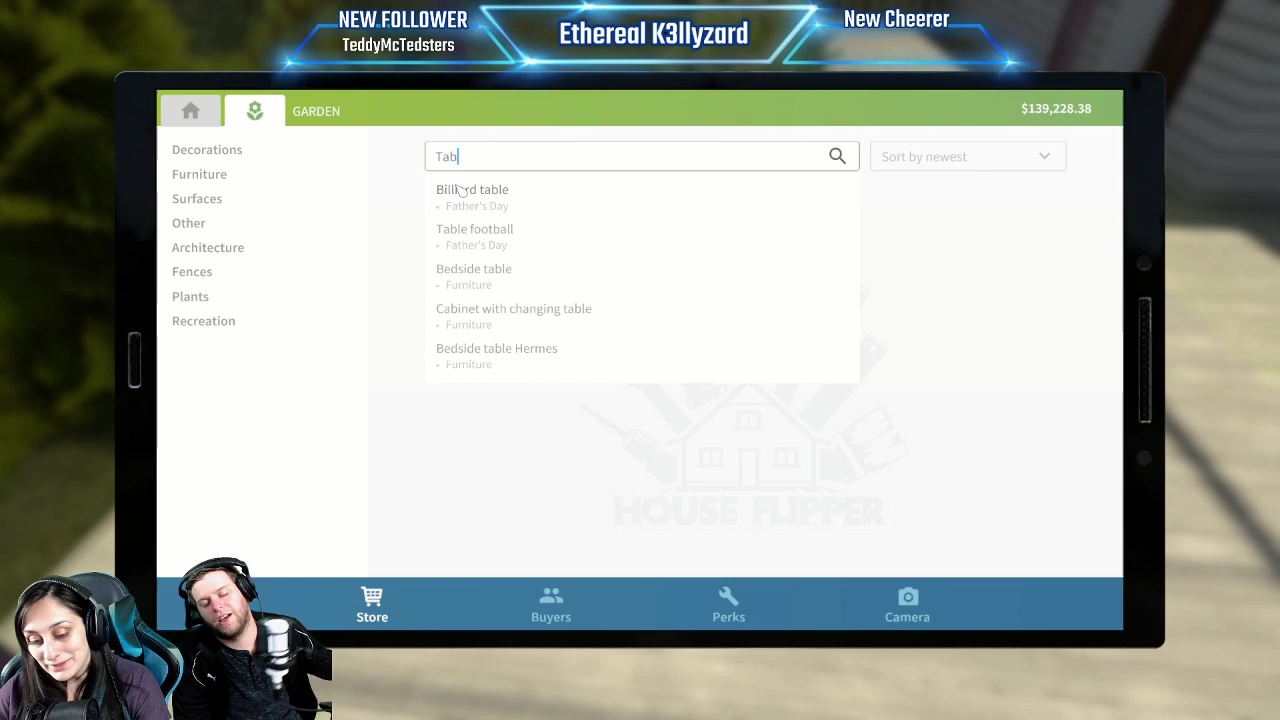 NEW FOLLOWER
TeddyMcTedsters
Ethereal K3llyzard
New Cheerer
GARDEN
$139,228.38
Decorations
Furniture
Surfaces
Other
Architecture
Fences
Plants
Recreation
Tab
Sort by newest
Billiard table
• Father's Day
Table football
• Father's Day
Bedside table
• Furniture
Cabinet with changing table
• Furniture
Bedside table Hermes
• Furniture
HOUSE FLIPPER
Store
Buyers
Perks
Camera